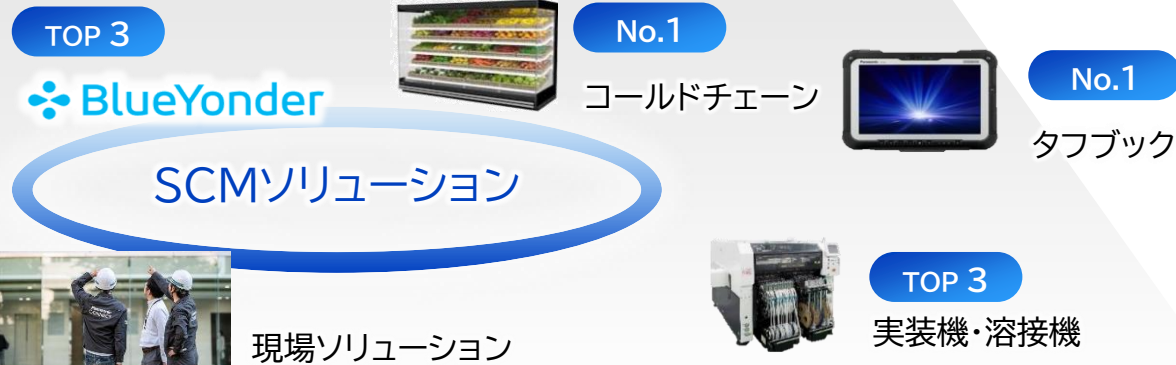 TOP 3
BlueYonder
SCMソリューション
No.1
コールドチェーン
No.1
タフブック
現場ソリューション
TOP 3
実装機・溶接機